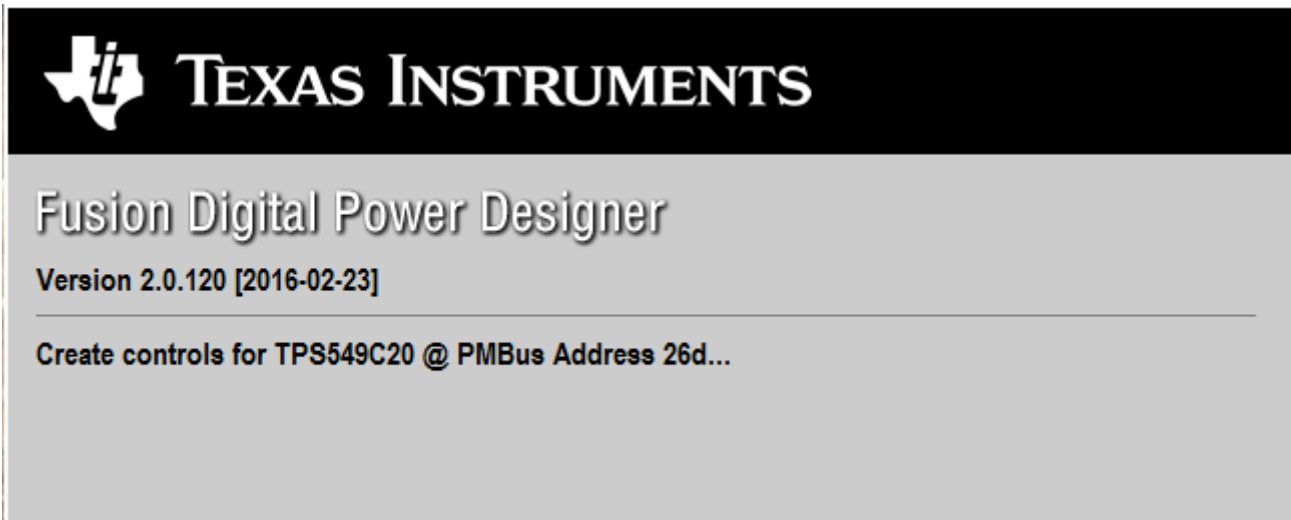 TEXAS INSTRUMENTS
Fusion Digital Power Designer
Version 2.0.120 [2016-02-23]
Create controls for TPS549C20 @ PMBus Address 26d...